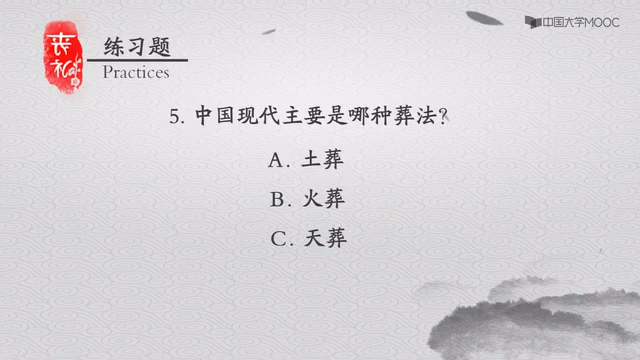 中国大学MOOC
丧礼
练习题
Practices
5. 中国现代主要是哪种葬法?
A. 土葬
B. 火葬
C. 天葬